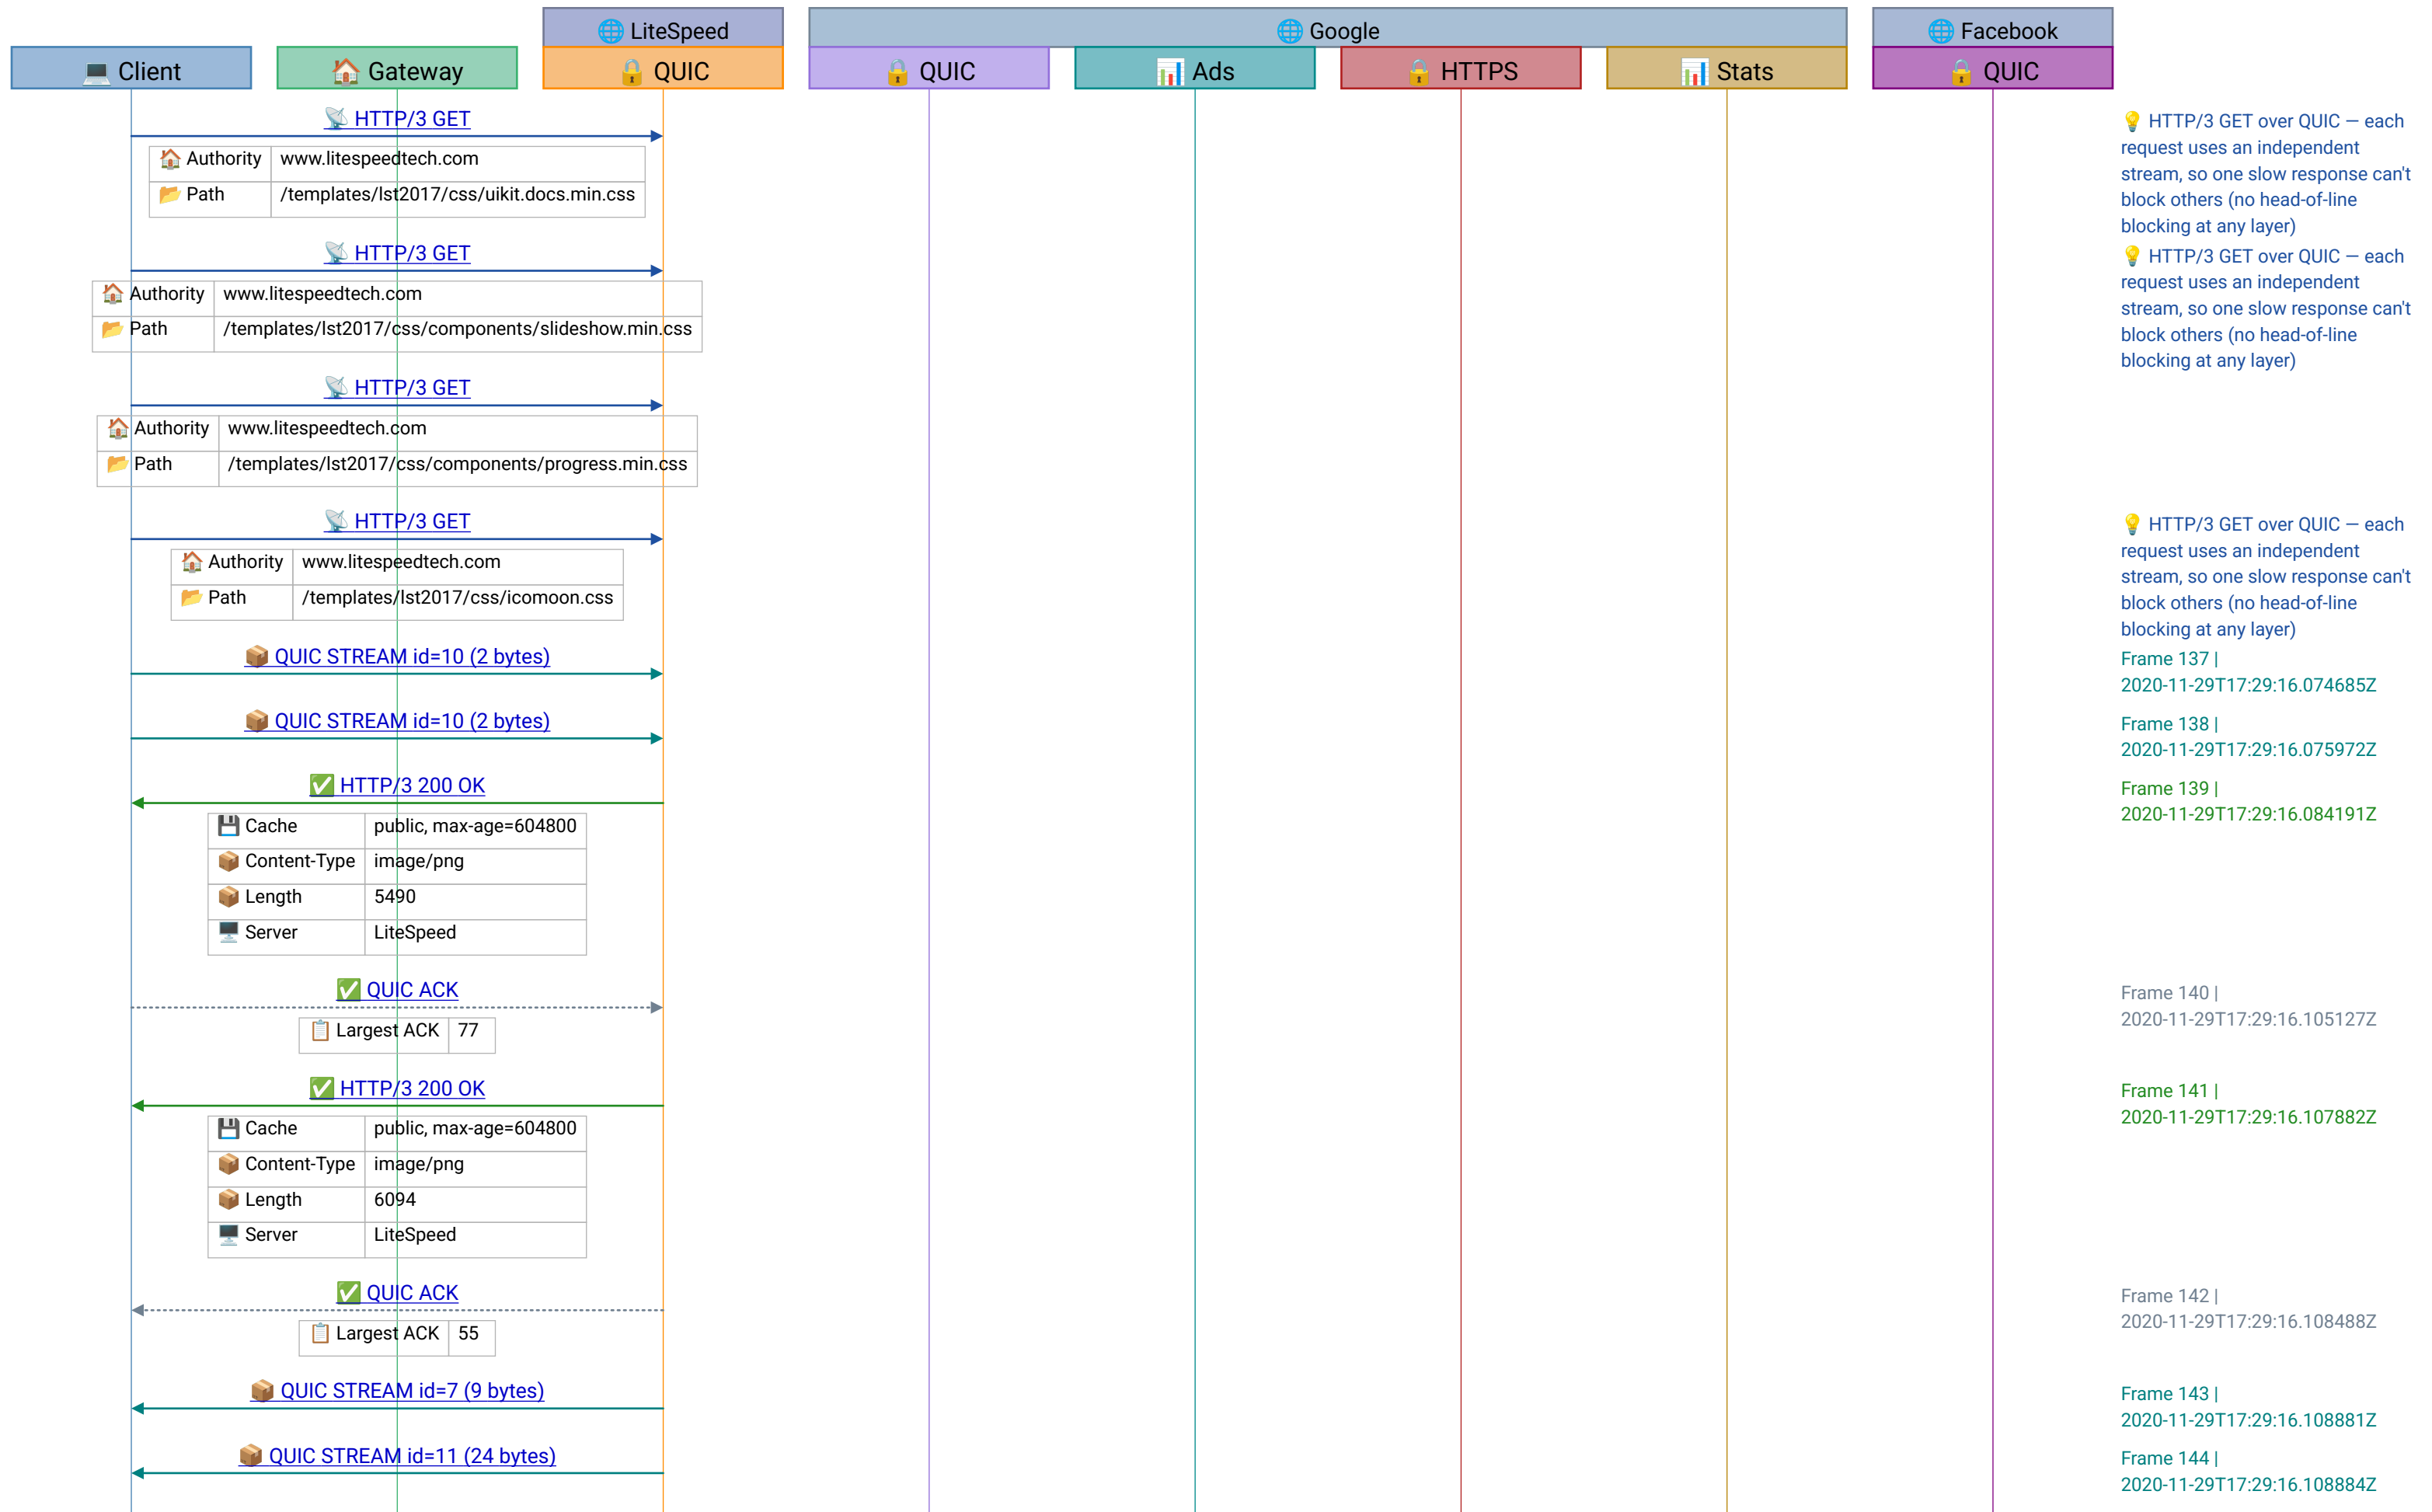 🌐 LiteSpeed
🌐 Google
🌐 Facebook
💻 Client
🏠 Gateway
🔒 QUIC
🔒 QUIC
📊 Ads
🔒 HTTPS
📊 Stats
🔒 QUIC
📡 HTTP/3 GET
🏠 Authority www.litespeedtech.com
📂 Path /templates/lst2017/css/uikit.docs.min.css
💡 HTTP/3 GET over QUIC — each
request uses an independent
stream, so one slow response can't
block others (no head-of-line
blocking at any layer)
📡 HTTP/3 GET
🏠 Authority www.litespeedtech.com
📂 Path /templates/lst2017/css/components/slideshow.min.css
💡 HTTP/3 GET over QUIC — each
request uses an independent
stream, so one slow response can't
block others (no head-of-line
blocking at any layer)
📡 HTTP/3 GET
🏠 Authority www.litespeedtech.com
📂 Path /templates/lst2017/css/components/progress.min.css
📡 HTTP/3 GET
🏠 Authority www.litespeedtech.com
📂 Path /templates/lst2017/css/icomoon.css
💡 HTTP/3 GET over QUIC — each
request uses an independent
stream, so one slow response can't
block others (no head-of-line
blocking at any layer)
📦 QUIC STREAM id=10 (2 bytes)
Frame 137 |
2020-11-29T17:29:16.074685Z
📦 QUIC STREAM id=10 (2 bytes)
Frame 138 |
2020-11-29T17:29:16.075972Z
✅ HTTP/3 200 OK
Frame 139 |
2020-11-29T17:29:16.084191Z
💾 Cache public, max-age=604800
📦 Content-Type image/png
📦 Length 5490
🖥️ Server LiteSpeed
✅ QUIC ACK
Frame 140 |
2020-11-29T17:29:16.105127Z
📋 Largest ACK 77
✅ HTTP/3 200 OK
Frame 141 |
2020-11-29T17:29:16.107882Z
💾 Cache public, max-age=604800
📦 Content-Type image/png
📦 Length 6094
🖥️ Server LiteSpeed
✅ QUIC ACK
Frame 142 |
2020-11-29T17:29:16.108488Z
📋 Largest ACK 55
📦 QUIC STREAM id=7 (9 bytes)
Frame 143 |
2020-11-29T17:29:16.108881Z
📦 QUIC STREAM id=11 (24 bytes)
Frame 144 |
2020-11-29T17:29:16.108884Z